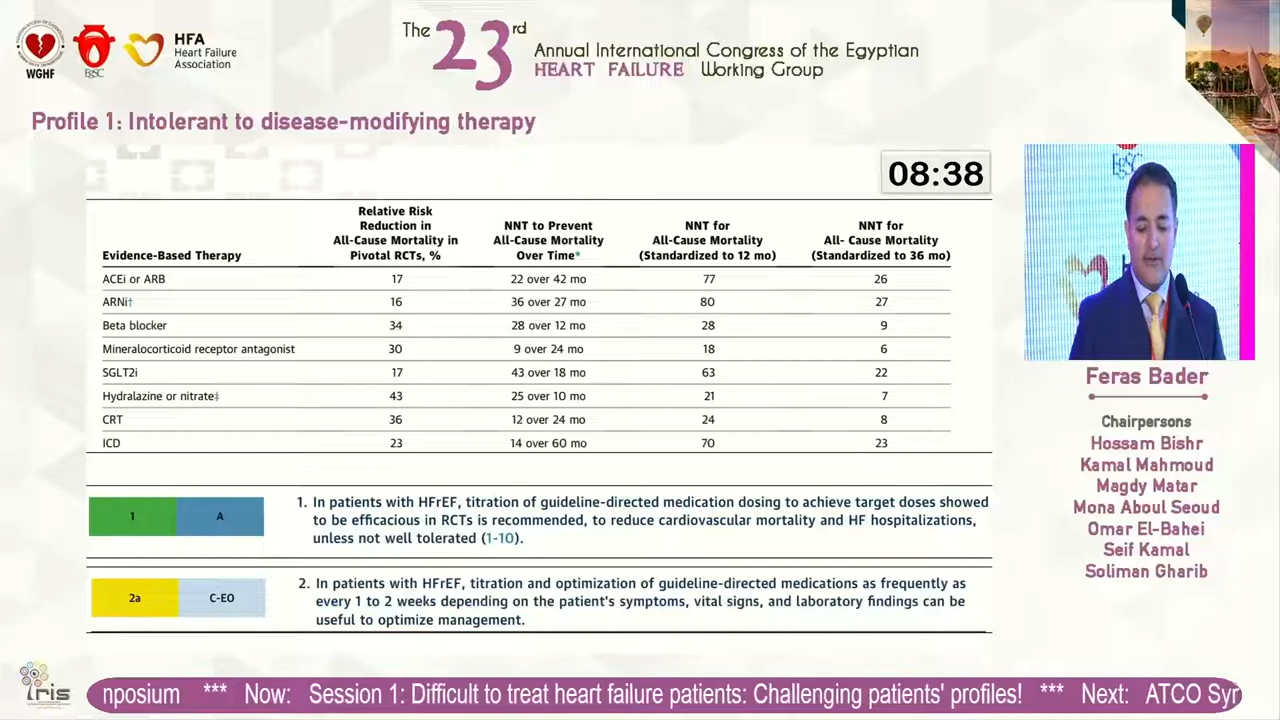 WGHF
EgSC
HFA
Heart Failure
Association
The 23rd
Annual International Congress of the Egyptian
HEART FAILURE Working Group
Profile 1: Intolerant to disease-modifying therapy
08:38
Evidence-Based Therapy
Relative Risk
Reduction in
All-Cause Mortality in
Pivotal RCTs, %
NNT to Prevent
All-Cause Mortality
Over Time*
NNT for
All-Cause Mortality
(Standardized to 12 mo)
NNT for
All- Cause Mortality
(Standardized to 36 mo)
ACEi or ARB 17 22 over 42 mo 77 26
ARNi† 16 36 over 27 mo 80 27
Beta blocker 34 28 over 12 mo 28 9
Mineralocorticoid receptor antagonist 30 9 over 24 mo 18 6
SGLT2i 17 43 over 18 mo 63 22
Hydralazine or nitrate‡ 43 25 over 10 mo 21 7
CRT 36 12 over 24 mo 24 8
ICD 23 14 over 60 mo 70 23
1 A
1. In patients with HFrEF, titration of guideline-directed medication dosing to achieve target doses showed
to be efficacious in RCTs is recommended, to reduce cardiovascular mortality and HF hospitalizations,
unless not well tolerated (1-10).
2a C-EO
2. In patients with HFrEF, titration and optimization of guideline-directed medications as frequently as
every 1 to 2 weeks depending on the patient's symptoms, vital signs, and laboratory findings can be
useful to optimize management.
EgSC
Feras Bader
Chairpersons
Hossam Bishr
Kamal Mahmoud
Magdy Matar
Mona Aboul Seoud
Omar El-Bahei
Seif Kamal
Soliman Gharib
iris
nposium *** Now: Session 1: Difficult to treat heart failure patients: Challenging patients' profiles! *** Next: ATCO Syr